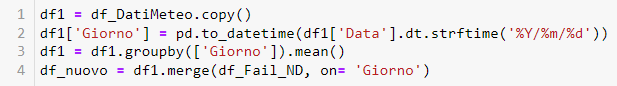 1 df1 = df_DatiMeteo.copy()
2 df1['Giorno'] = pd.to_datetime(df1['Data'].dt.strftime('%Y/%m/%d'))
3 df1 = df1.groupby(['Giorno']).mean()
4 df_nuovo = df1.merge(df_Fail_ND, on= 'Giorno')